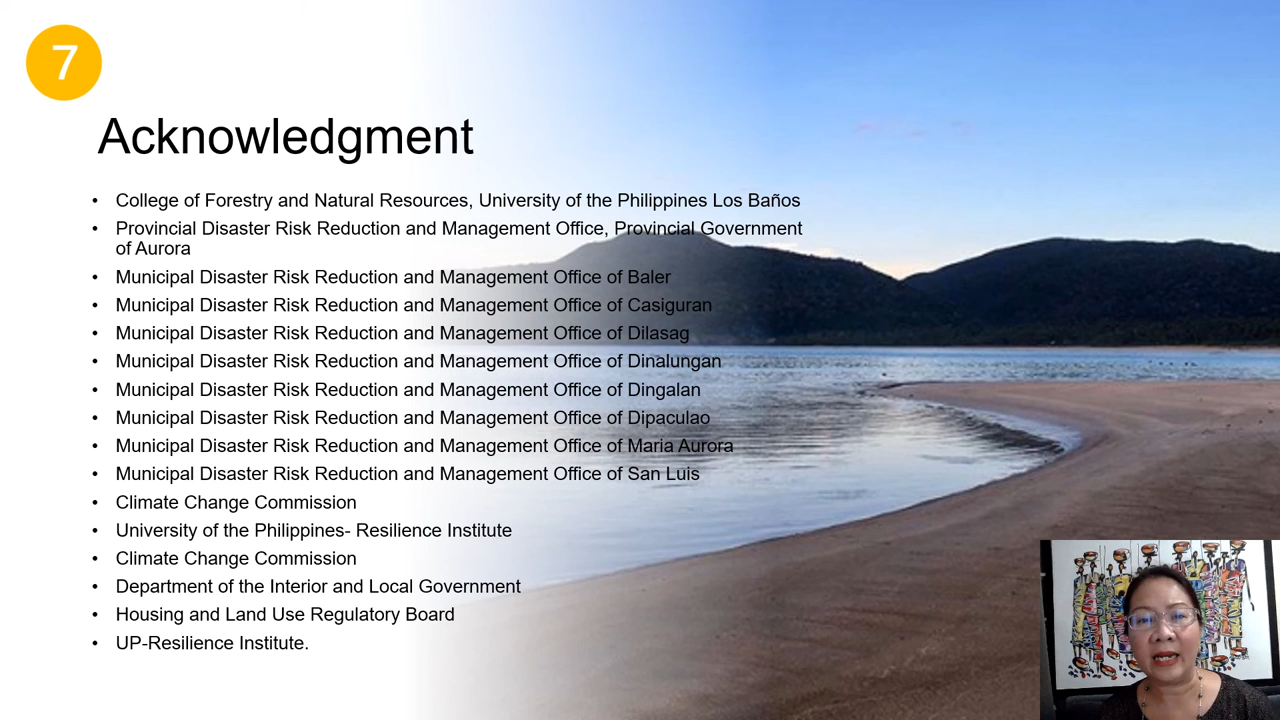 7
Acknowledgment
• College of Forestry and Natural Resources, University of the Philippines Los Baños
• Provincial Disaster Risk Reduction and Management Office, Provincial Government
of Aurora
• Municipal Disaster Risk Reduction and Management Office of Baler
• Municipal Disaster Risk Reduction and Management Office of Casiguran
• Municipal Disaster Risk Reduction and Management Office of Dilasag
• Municipal Disaster Risk Reduction and Management Office of Dinalungan
• Municipal Disaster Risk Reduction and Management Office of Dingalan
• Municipal Disaster Risk Reduction and Management Office of Dipaculao
• Municipal Disaster Risk Reduction and Management Office of Maria Aurora
• Municipal Disaster Risk Reduction and Management Office of San Luis
• Climate Change Commission
• University of the Philippines- Resilience Institute
• Climate Change Commission
• Department of the Interior and Local Government
• Housing and Land Use Regulatory Board
• UP-Resilience Institute.